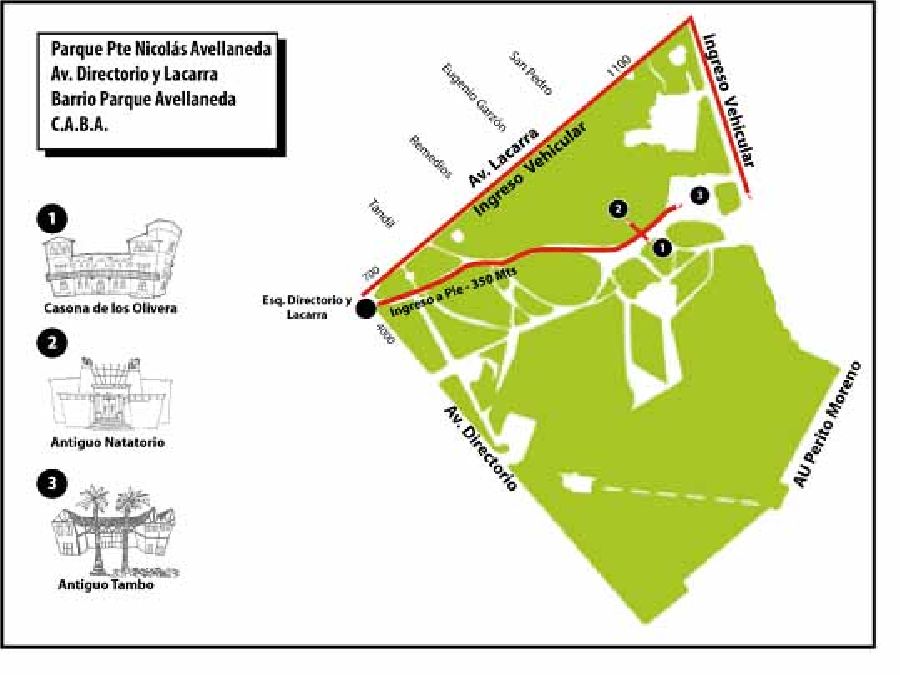 Parque Pte Nicolás Avellaneda
Av. Directorio y Lacarra
Barrio Parque Avellaneda
C.A.B.A.
1
Casona de los Olivera
2
Antiguo Natatorio
3
Antiguo Tambo
San Pedro
Eugenio Garzón
Remedios
Tandil
1100
Av. Lacarra
Ingreso Vehicular
Ingreso Vehicular
700
Esq. Directorio y
Lacarra
4000
Ingreso a Pie - 350 Mts
2
3
1
Av. Directorio
AU Perito Moreno